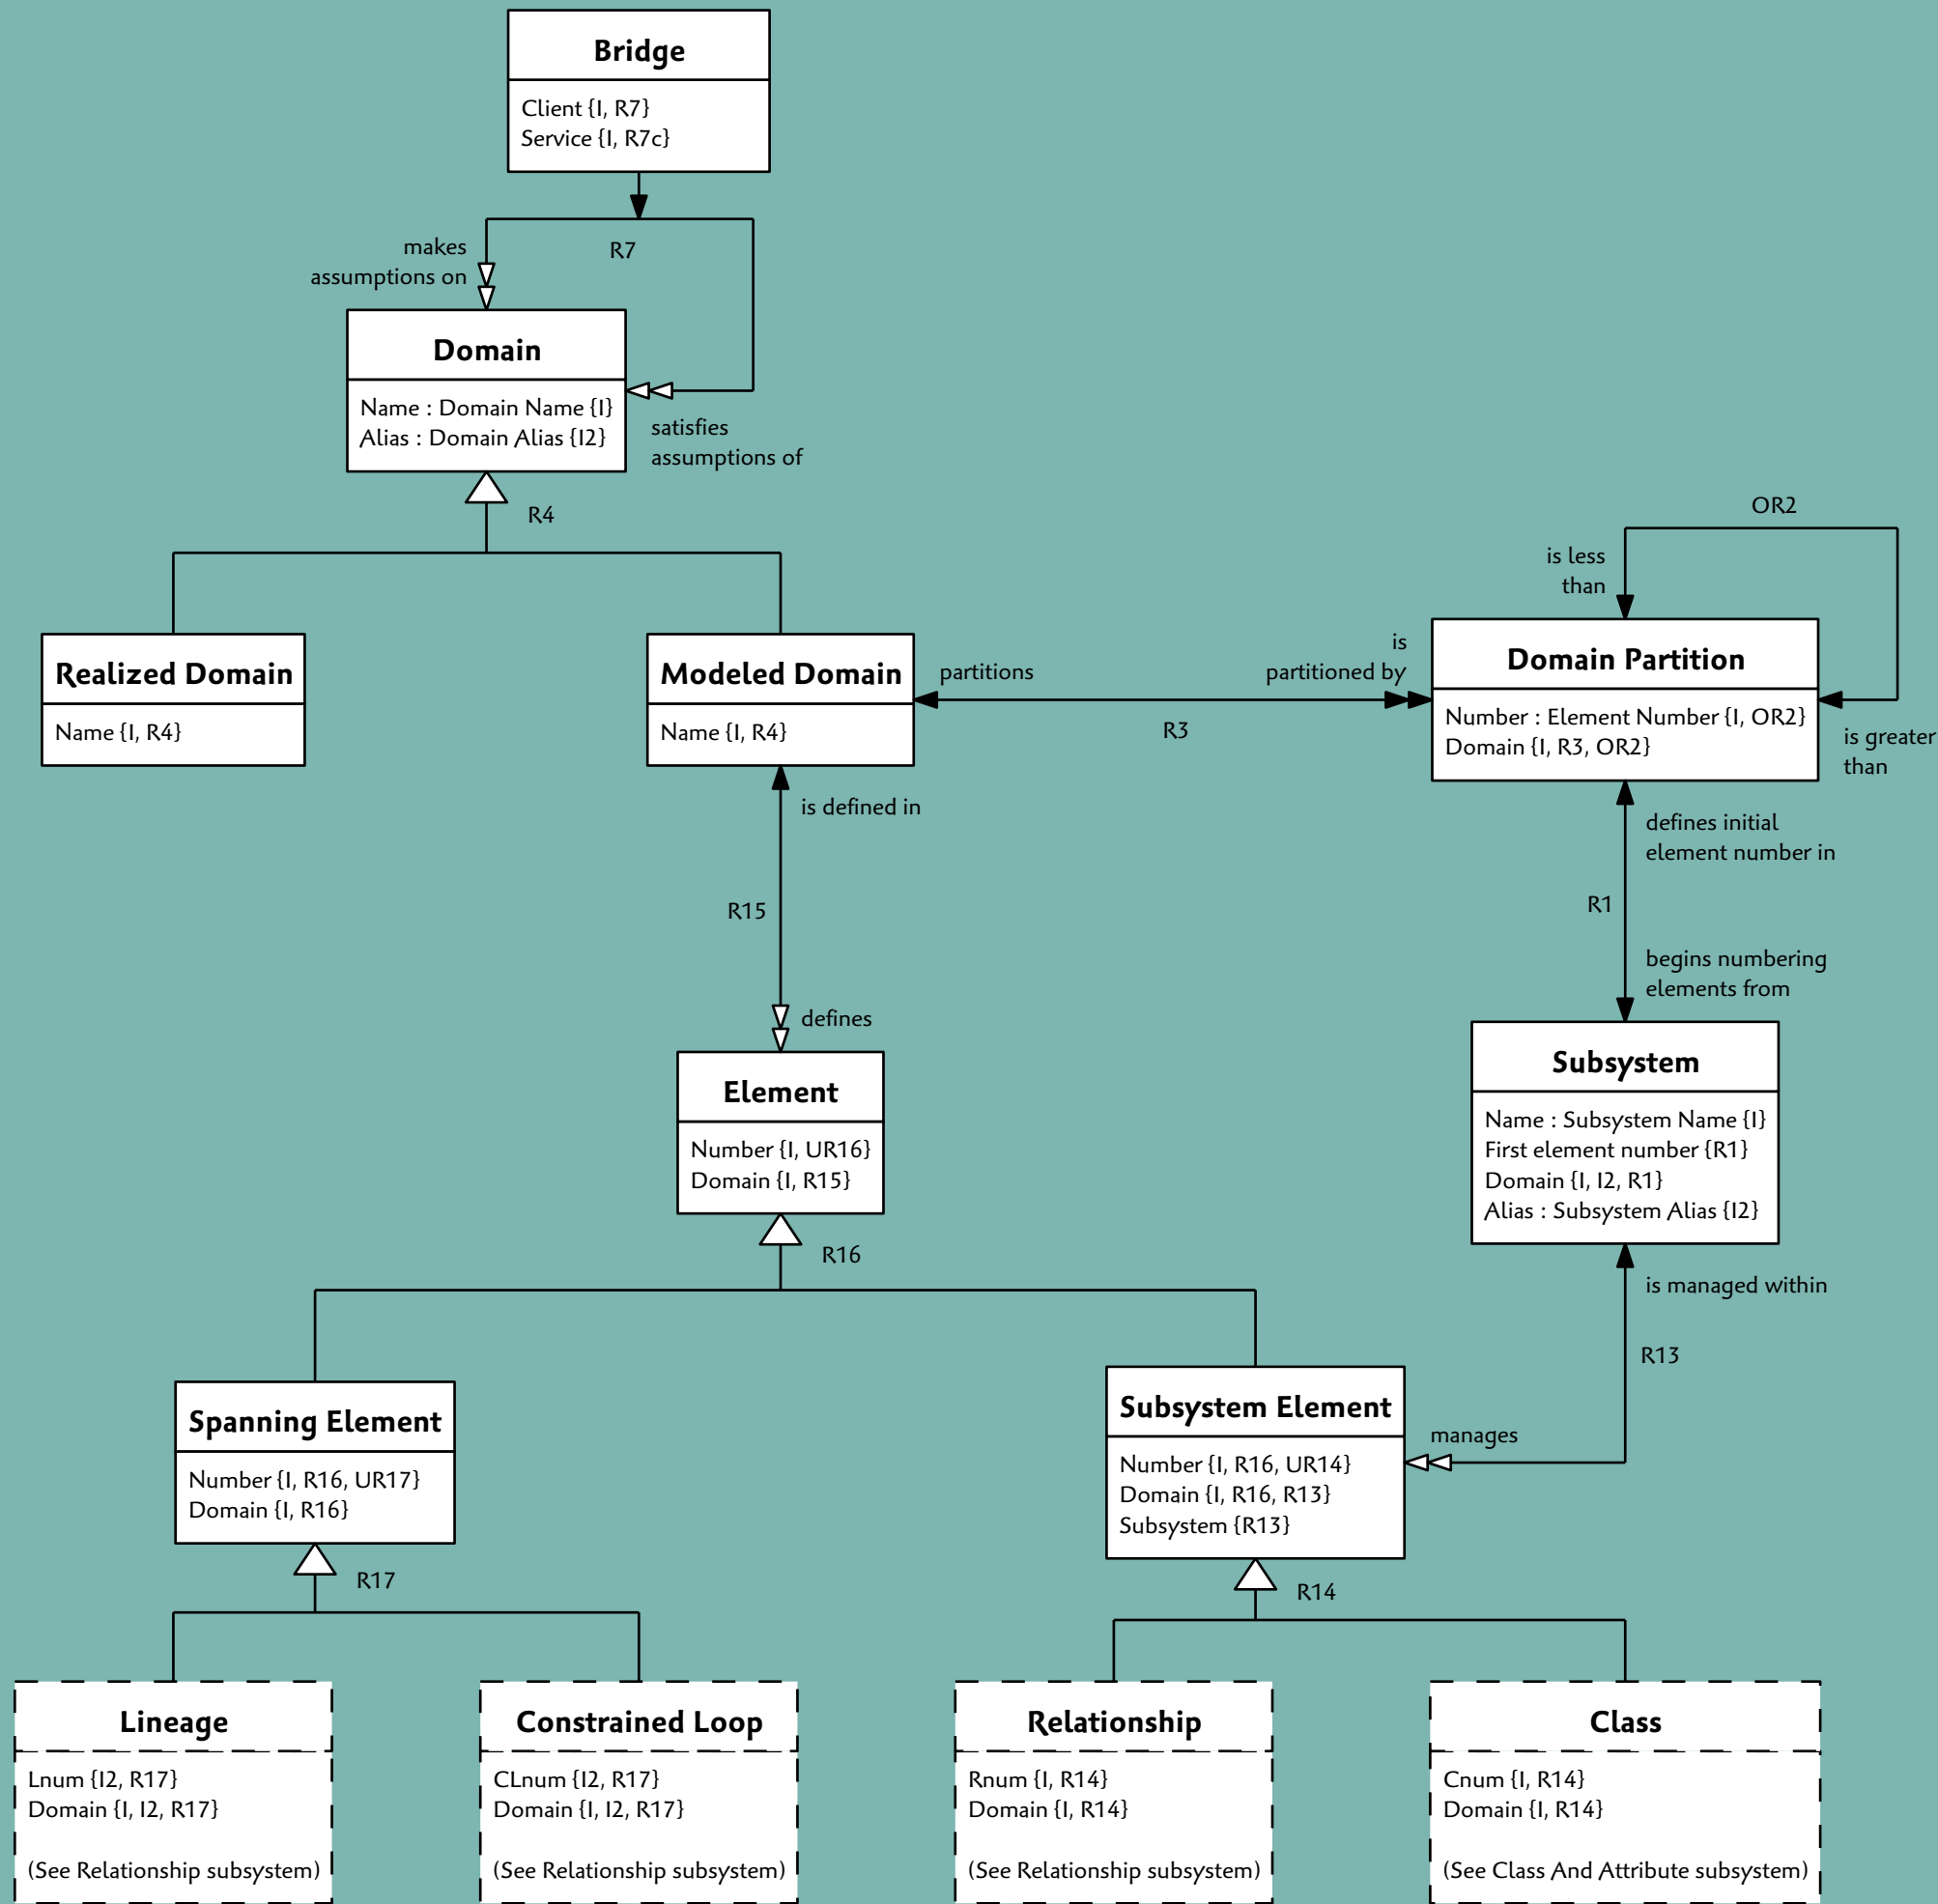 Bridge
Client {I, R7}
Service {I, R7c}
makes
assumptions on
R7
Domain
Name : Domain Name {I}
Alias : Domain Alias {I2}
satisfies
assumptions of
R4
OR2
is less
than
Realized Domain
Name {I, R4}
Modeled Domain
Name {I, R4}
partitions
is
partitioned by
R3
Domain Partition
Number : Element Number {I, OR2}
Domain {I, R3, OR2}
is greater
than
is defined in
R15
defines
defines initial
element number in
R1
begins numbering
elements from
Element
Number {I, UR16}
Domain {I, R15}
Subsystem
Name : Subsystem Name {I}
First element number {R1}
Domain {I, I2, R1}
Alias : Subsystem Alias {I2}
R16
is managed within
R13
manages
Spanning Element
Number {I, R16, UR17}
Domain {I, R16}
Subsystem Element
Number {I, R16, UR14}
Domain {I, R16, R13}
Subsystem {R13}
R17
R14
Lineage
Lnum {I2, R17}
Domain {I, I2, R17}
(See Relationship subsystem)
Constrained Loop
CLnum {I2, R17}
Domain {I, I2, R17}
(See Relationship subsystem)
Relationship
Rnum {I, R14}
Domain {I, R14}
(See Relationship subsystem)
Class
Cnum {I, R14}
Domain {I, R14}
(See Class And Attribute subsystem)